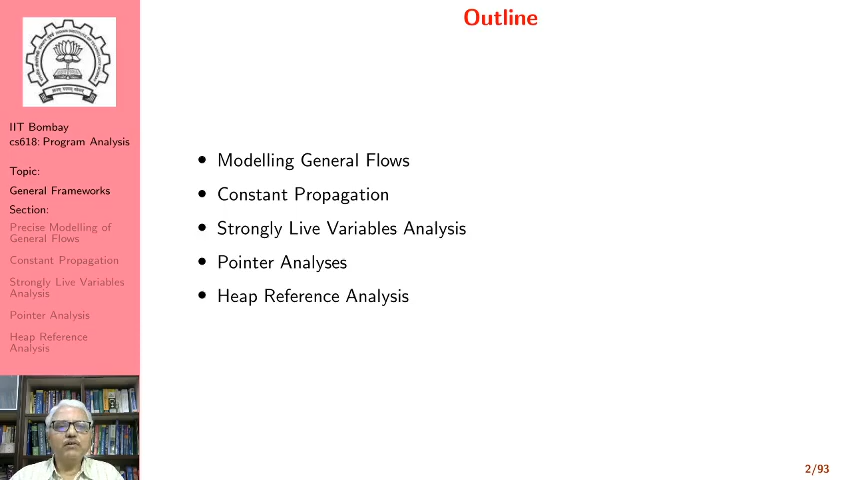 Outline
IIT Bombay
cs618: Program Analysis
Topic:
General Frameworks
Section:
Precise Modelling of
General Flows
Constant Propagation
Strongly Live Variables
Analysis
Pointer Analysis
Heap Reference
Analysis
• Modelling General Flows
• Constant Propagation
• Strongly Live Variables Analysis
• Pointer Analyses
• Heap Reference Analysis
2/93